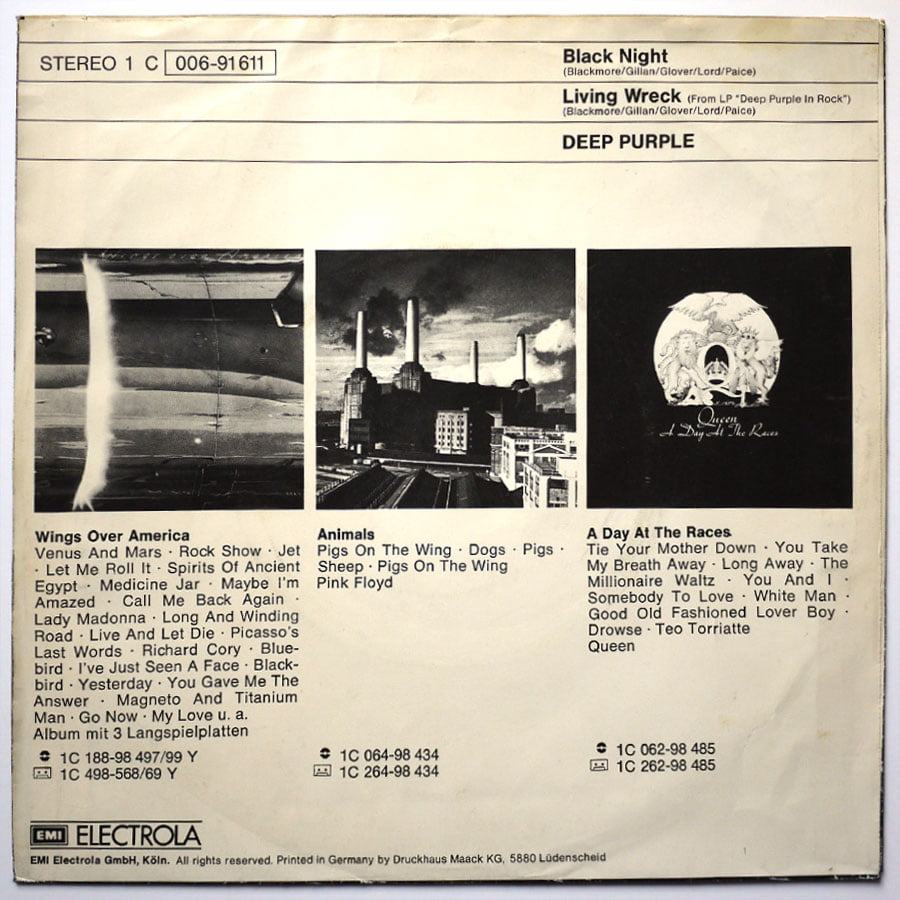 STEREO 1 C 006-91611
Black Night
(Blackmore/Gillan/Glover/Lord/Paice)
Living Wreck (From LP "Deep Purple In Rock")
(Blackmore/Gillan/Glover/Lord/Paice)
DEEP PURPLE
Queen
A Day At The Races
Wings Over America
Venus And Mars · Rock Show · Jet
· Let Me Roll It · Spirits Of Ancient
Egypt · Medicine Jar · Maybe I'm
Amazed · Call Me Back Again ·
Lady Madonna · Long And Winding
Road · Live And Let Die · Picasso's
Last Words · Richard Cory · Blue-
bird · I've Just Seen A Face · Black-
bird · Yesterday · You Gave Me The
Answer · Magneto And Titanium
Man · Go Now · My Love u. a.
Album mit 3 Langspielplatten
1C 188-98 497/99 Y
1C 498-568/69 Y
Animals
Pigs On The Wing · Dogs · Pigs ·
Sheep · Pigs On The Wing
Pink Floyd
1C 064-98 434
1C 264-98 434
A Day At The Races
Tie Your Mother Down · You Take
My Breath Away · Long Away · The
Millionaire Waltz · You And I ·
Somebody To Love · White Man ·
Good Old Fashioned Lover Boy ·
Drowse · Teo Torriatte
Queen
1C 062-98 485
1C 262-98 485
EMI ELECTROLA
EMI Electrola GmbH, Köln. All rights reserved. Printed in Germany by Druckhaus Maack KG, 5880 Lüdenscheid